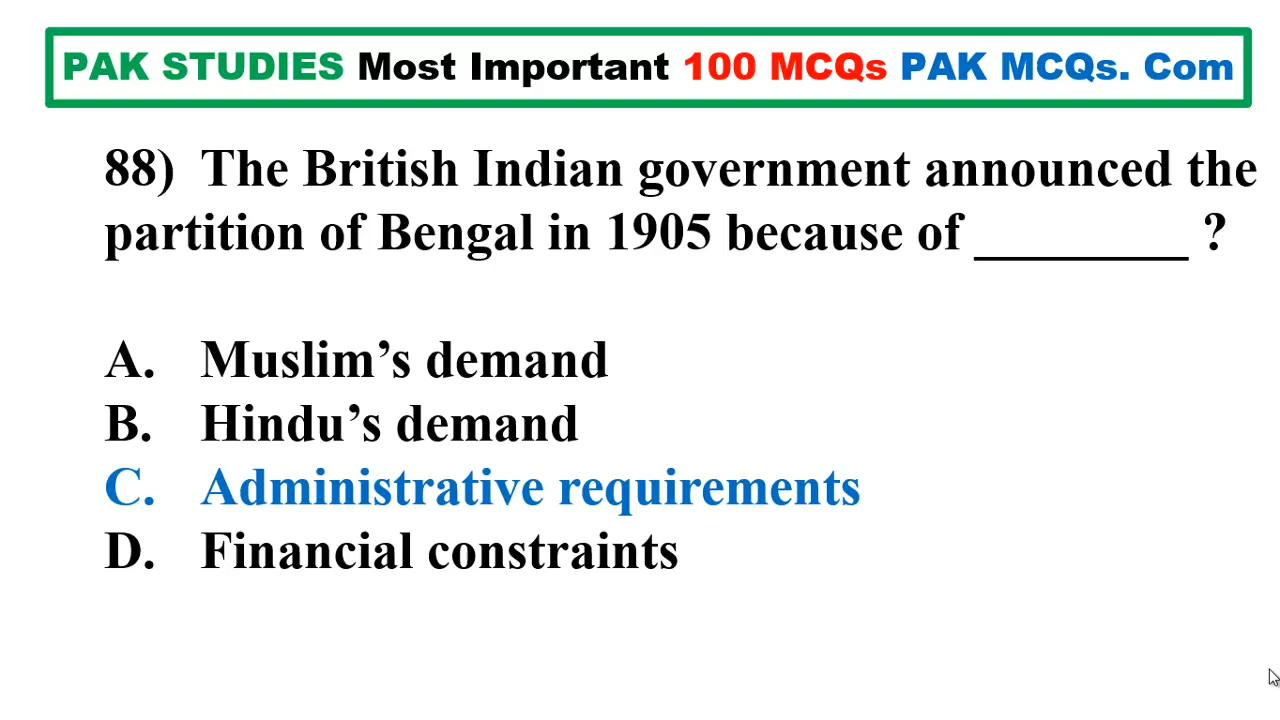 PAK STUDIES Most Important 100 MCQs PAK MCQs. Com
88) The British Indian government announced the
partition of Bengal in 1905 because of ________ ?
A. Muslim’s demand
B. Hindu’s demand
C. Administrative requirements
D. Financial constraints